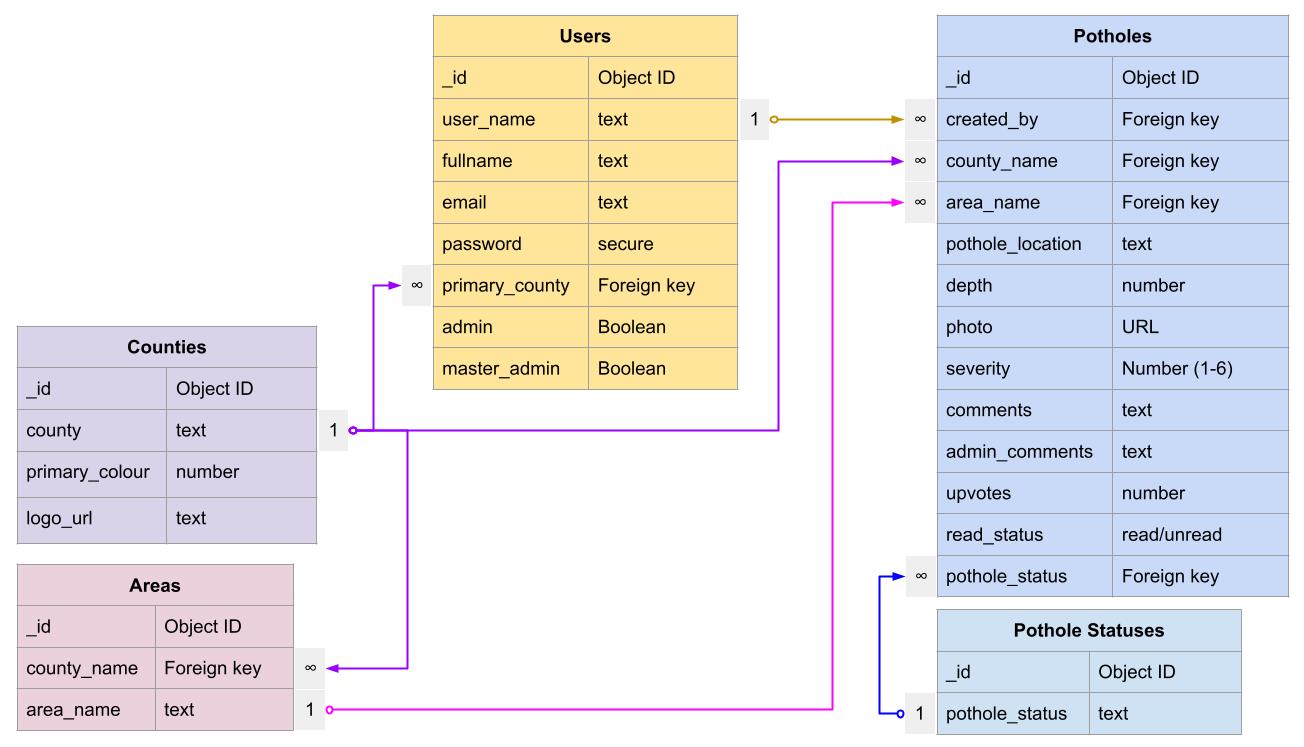 Users
_id Object ID
user_name text
fullname text
email text
password secure
primary_county Foreign key
admin Boolean
master_admin Boolean
1
∞
Potholes
_id Object ID
∞ created_by Foreign key
∞ county_name Foreign key
∞ area_name Foreign key
pothole_location text
depth number
photo URL
severity Number (1-6)
comments text
admin_comments text
upvotes number
read_status read/unread
∞ pothole_status Foreign key
Counties
_id Object ID
county text 1
primary_colour number
logo_url text
Areas
_id Object ID
county_name Foreign key ∞
area_name text 1
Pothole Statuses
_id Object ID
1 pothole_status text